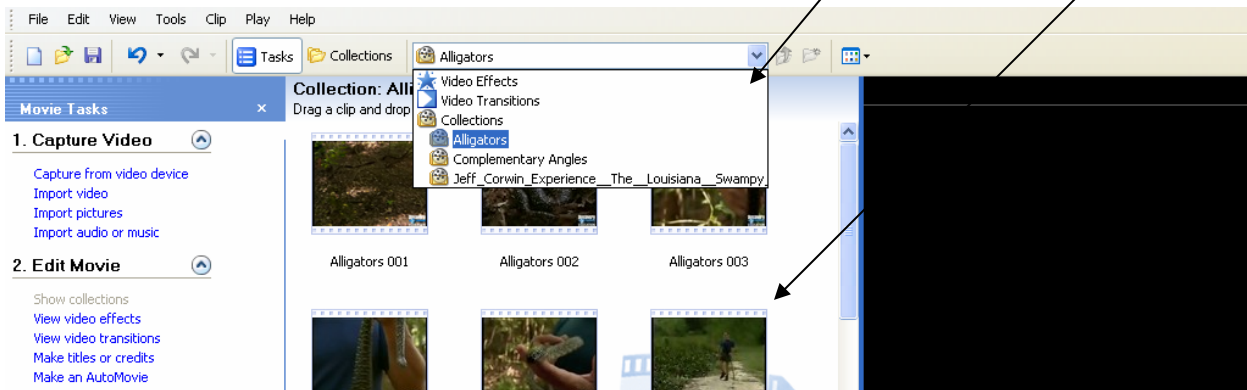 File Edit View Tools Clip Play Help
Tasks Collections Alligators
Movie Tasks
1. Capture Video
Capture from video device
Import video
Import pictures
Import audio or music
2. Edit Movie
Show collections
View video effects
View video transitions
Make titles or credits
Make an AutoMovie
Collection: Alli
Drag a clip and drop
Video Effects
Video Transitions
Collections
Alligators
Complementary Angles
Jeff_Corwin_Experience__The__Louisiana__Swampy_
Alligators 001 Alligators 002 Alligators 003